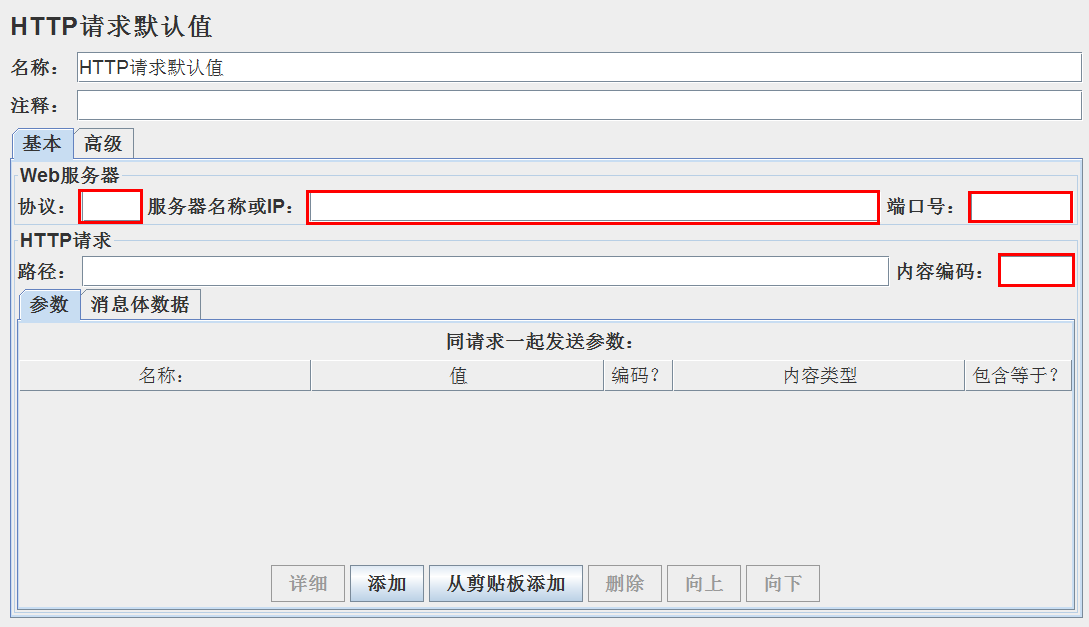 HTTP请求默认值
名称： HTTP请求默认值
注释：
基本 高级
Web服务器
协议： 服务器名称或IP： 端口号：
HTTP请求
路径： 内容编码：
参数 消息体数据
同请求一起发送参数：
名称： 值 编码？ 内容类型 包含等于？
详细 添加 从剪贴板添加 删除 向上 向下